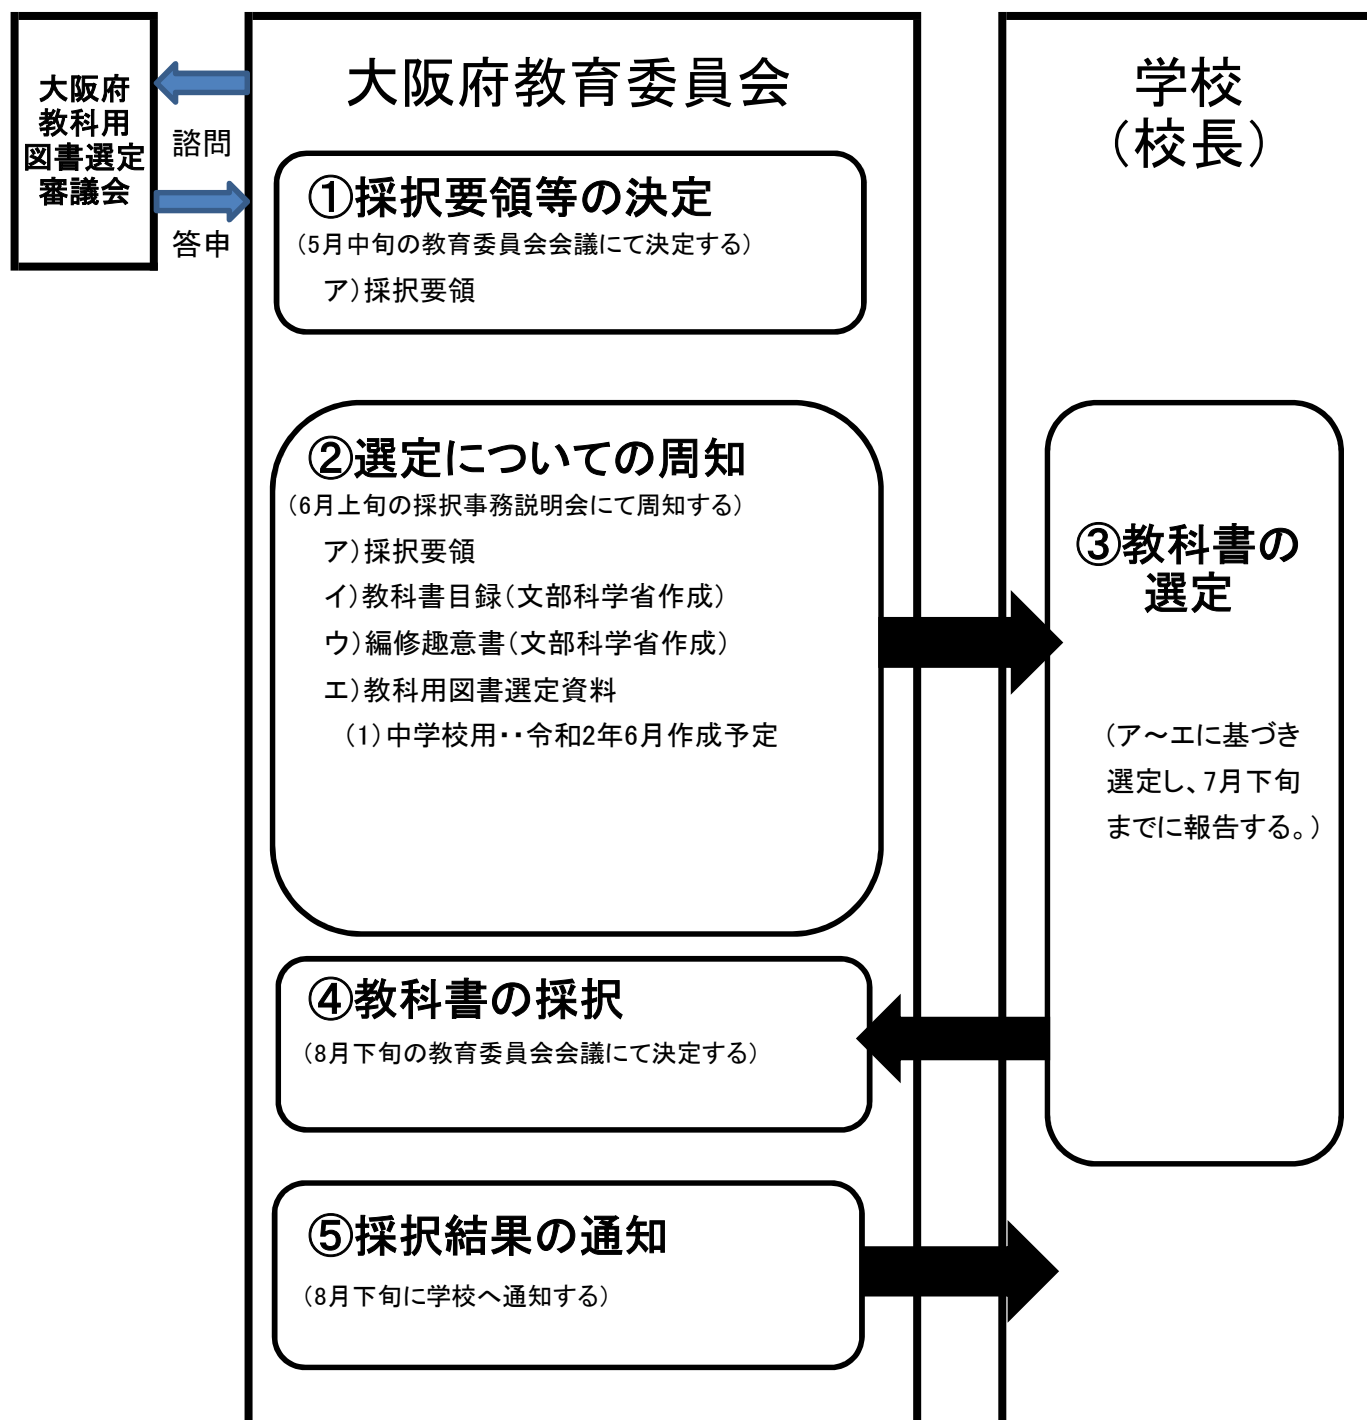 大阪府
教科用
図書選定
審議会
諮問
答申
大阪府教育委員会
①採択要領等の決定
（5月中旬の教育委員会会議にて決定する）
ア）採択要領
②選定についての周知
（6月上旬の採択事務説明会にて周知する）
ア）採択要領
イ）教科書目録（文部科学省作成）
ウ）編修趣意書（文部科学省作成）
エ）教科用図書選定資料
（1）中学校用・・令和2年6月作成予定
④教科書の採択
（8月下旬の教育委員会会議にて決定する）
⑤採択結果の通知
（8月下旬に学校へ通知する）
学校
（校長）
③教科書の
選定
（ア～エに基づき
選定し、7月下旬
までに報告する。）